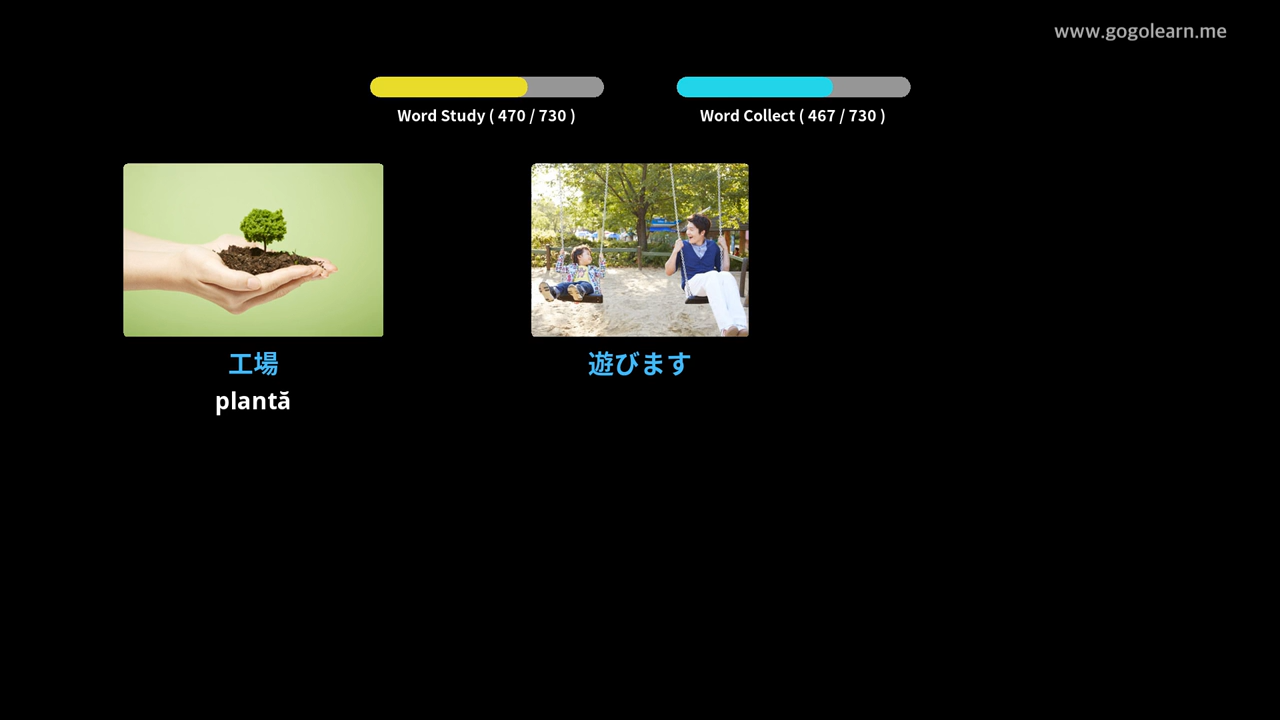 www.gogolearn.me
Word Study ( 470 / 730 )
Word Collect ( 467 / 730 )
工場
plantă
遊びます